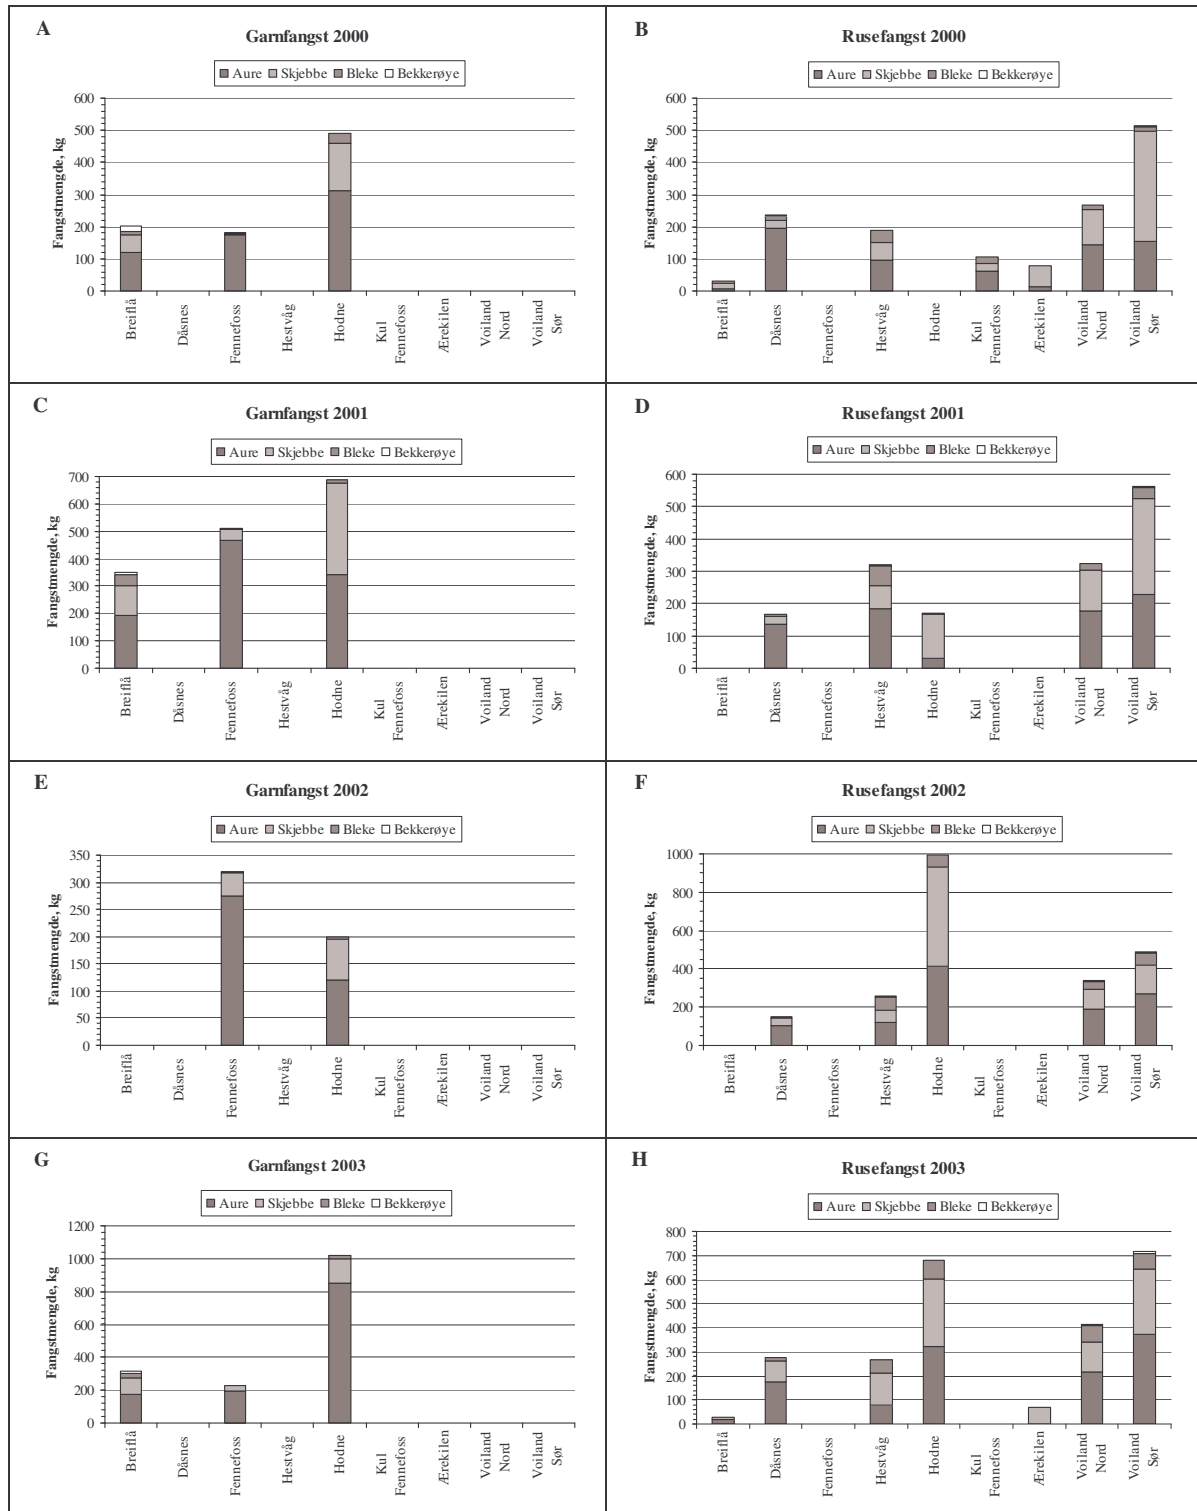 A
Garnfangst 2000
Aure Skjebbe Bleke Bekkerøye
Fangstmengde, kg
600
500
400
300
200
100
0
Breiflå
Dåsnes
Fennefoss
Hestvåg
Hodne
Kul
Fennefoss
Ærekilen
Voiland
Nord
Voiland
Sør
B
Rusefangst 2000
Aure Skjebbe Bleke Bekkerøye
Fangstmengde, kg
600
500
400
300
200
100
0
Breiflå
Dåsnes
Fennefoss
Hestvåg
Hodne
Kul
Fennefoss
Ærekilen
Voiland
Nord
Voiland
Sør
C
Garnfangst 2001
Aure Skjebbe Bleke Bekkerøye
Fangstmengde, kg
700
600
500
400
300
200
100
0
Breiflå
Dåsnes
Fennefoss
Hestvåg
Hodne
Kul
Fennefoss
Ærekilen
Voiland
Nord
Voiland
Sør
D
Rusefangst 2001
Aure Skjebbe Bleke Bekkerøye
Fangstmengde, kg
600
500
400
300
200
100
0
Breiflå
Dåsnes
Fennefoss
Hestvåg
Hodne
Kul
Fennefoss
Ærekilen
Voiland
Nord
Voiland
Sør
E
Garnfangst 2002
Aure Skjebbe Bleke Bekkerøye
Fangstmengde, kg
350
300
250
200
150
100
50
0
Breiflå
Dåsnes
Fennefoss
Hestvåg
Hodne
Kul
Fennefoss
Ærekilen
Voiland
Nord
Voiland
Sør
F
Rusefangst 2002
Aure Skjebbe Bleke Bekkerøye
Fangstmengde, kg
1000
800
600
400
200
0
Breiflå
Dåsnes
Fennefoss
Hestvåg
Hodne
Kul
Fennefoss
Ærekilen
Voiland
Nord
Voiland
Sør
G
Garnfangst 2003
Aure Skjebbe Bleke Bekkerøye
Fangstmengde, kg
1200
1000
800
600
400
200
0
Breiflå
Dåsnes
Fennefoss
Hestvåg
Hodne
Kul
Fennefoss
Ærekilen
Voiland
Nord
Voiland
Sør
H
Rusefangst 2003
Aure Skjebbe Bleke Bekkerøye
Fangstmengde, kg
800
700
600
500
400
300
200
100
0
Breiflå
Dåsnes
Fennefoss
Hestvåg
Hodne
Kul
Fennefoss
Ærekilen
Voiland
Nord
Voiland
Sør